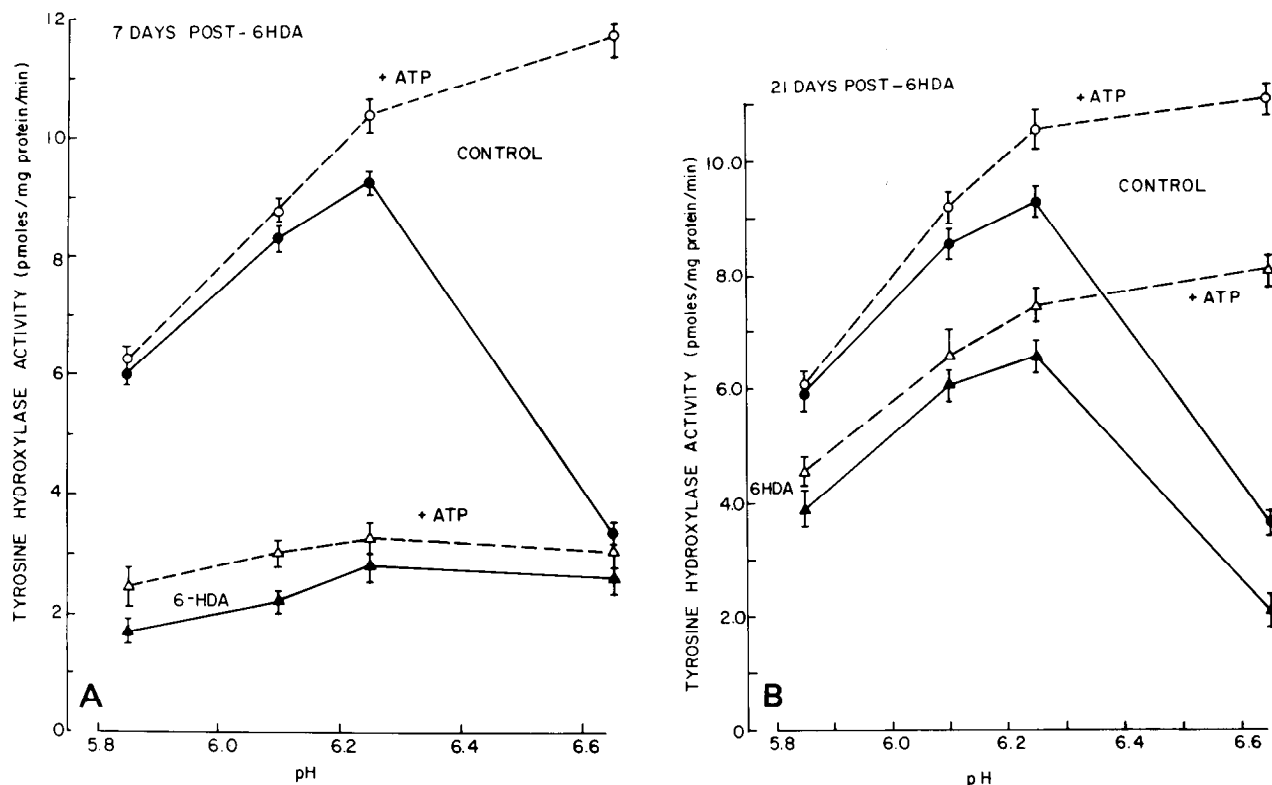 7 DAYS POST-6HDA
TYROSINE HYDROXYLASE ACTIVITY (pmoles/mg protein/min)
12
10
8
6
4
2
0
+ ATP
CONTROL
+ ATP
6-HDA
A
5.8
6.0
6.2
6.4
6.6
pH
21 DAYS POST-6HDA
TYROSINE HYDROXYLASE ACTIVITY (pmoles/mg protein/min)
10.0
8.0
6.0
4.0
2.0
0
+ ATP
CONTROL
+ ATP
6HDA
B
5.8
6.0
6.2
6.4
6.6
pH